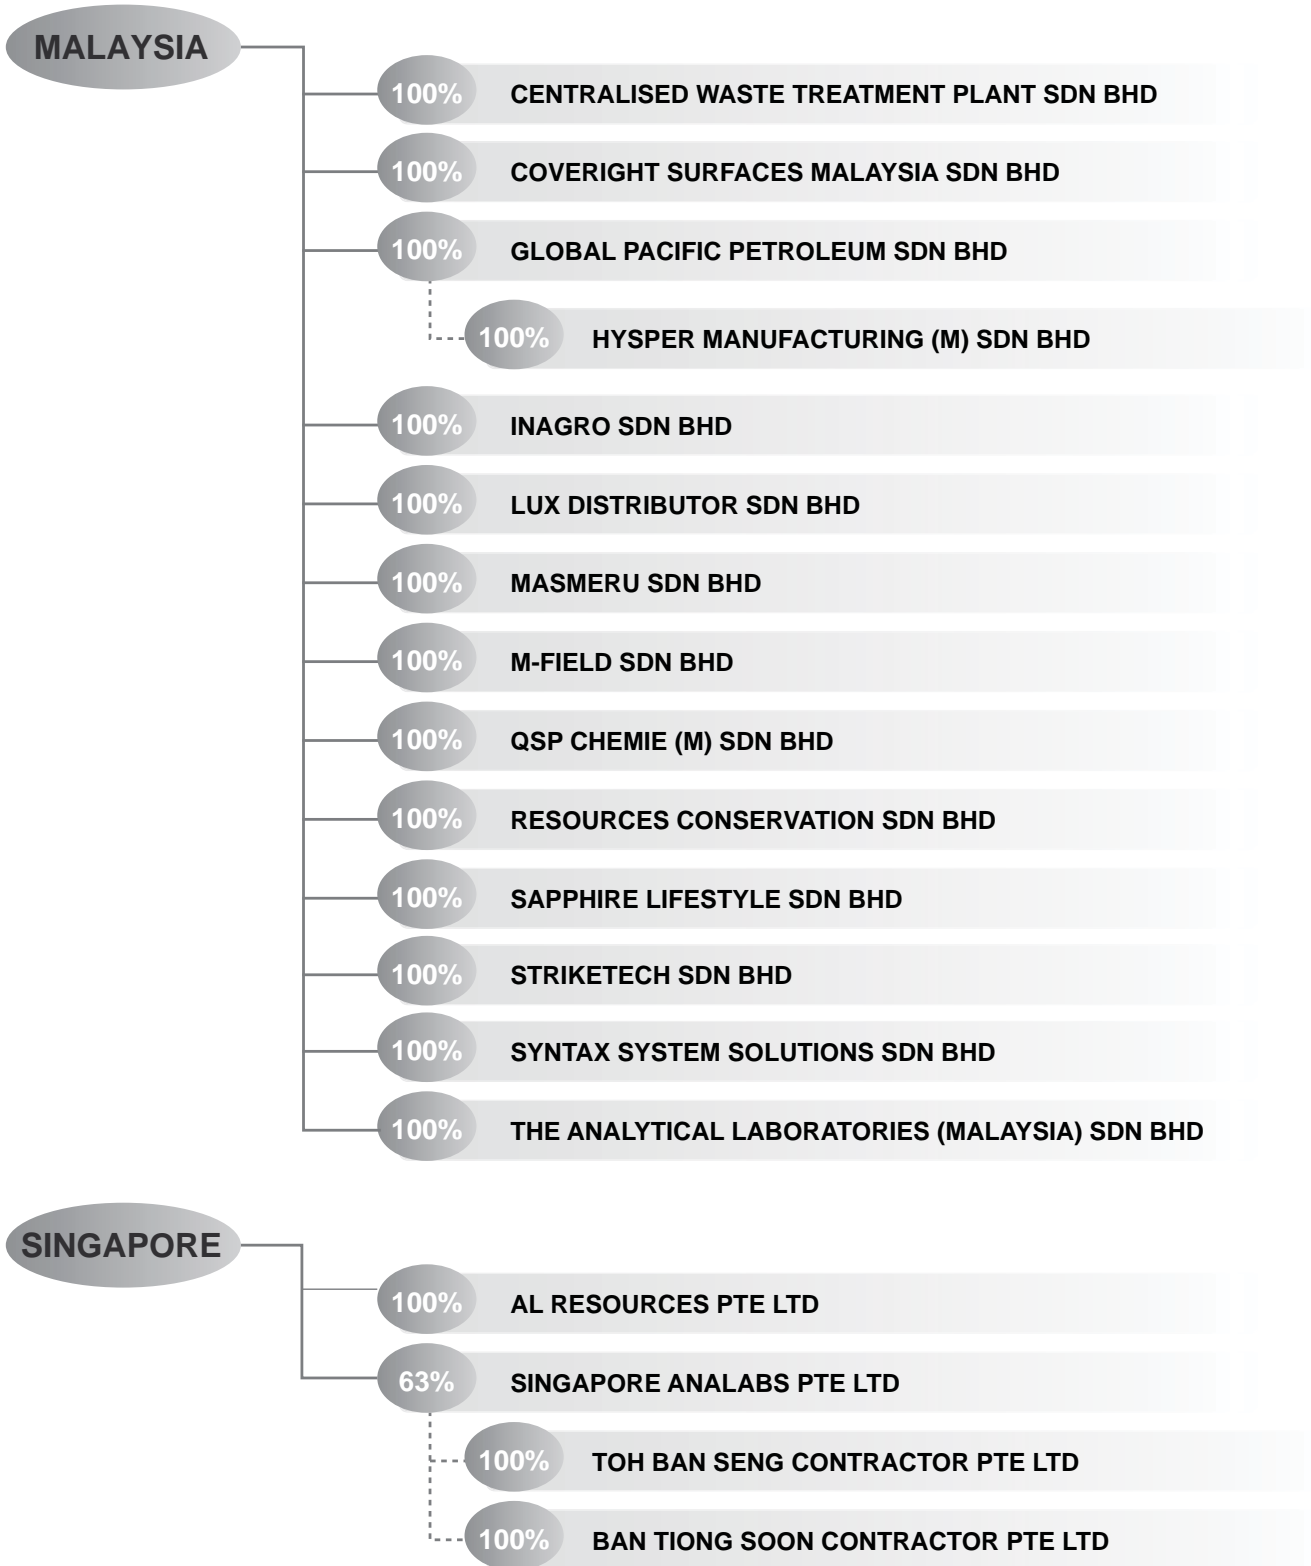 MALAYSIA
100% CENTRALISED WASTE TREATMENT PLANT SDN BHD
100% COVERIGHT SURFACES MALAYSIA SDN BHD
100% GLOBAL PACIFIC PETROLEUM SDN BHD
100% HYSPER MANUFACTURING (M) SDN BHD
100% INAGRO SDN BHD
100% LUX DISTRIBUTOR SDN BHD
100% MASMERU SDN BHD
100% M-FIELD SDN BHD
100% QSP CHEMIE (M) SDN BHD
100% RESOURCES CONSERVATION SDN BHD
100% SAPPHIRE LIFESTYLE SDN BHD
100% STRIKETECH SDN BHD
100% SYNTAX SYSTEM SOLUTIONS SDN BHD
100% THE ANALYTICAL LABORATORIES (MALAYSIA) SDN BHD
SINGAPORE
100% AL RESOURCES PTE LTD
63% SINGAPORE ANALABS PTE LTD
100% TOH BAN SENG CONTRACTOR PTE LTD
100% BAN TIONG SOON CONTRACTOR PTE LTD